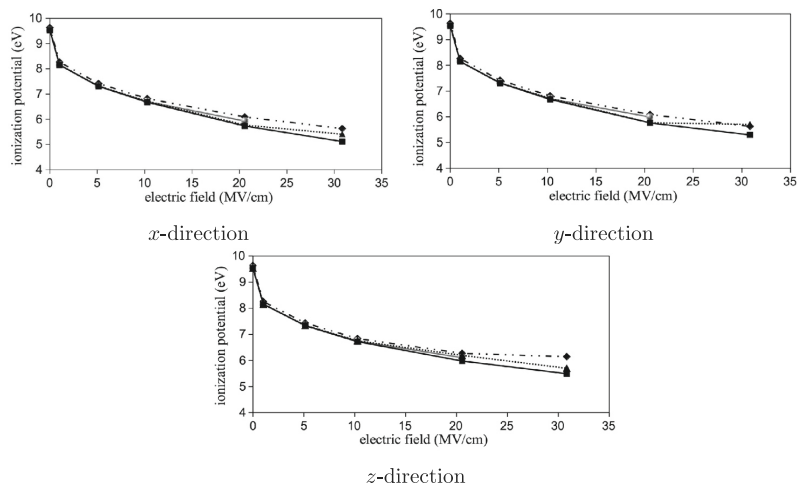 10
9
8
7
6
5
4
ionization potential (eV)
0 5 10 15 20 25 30 35
electric field (MV/cm)
x-direction
10
9
8
7
6
5
4
ionization potential (eV)
0 5 10 15 20 25 30 35
electric field (MV/cm)
y-direction
10
9
8
7
6
5
4
ionization potential (eV)
0 5 10 15 20 25 30 35
electric field (MV/cm)
z-direction